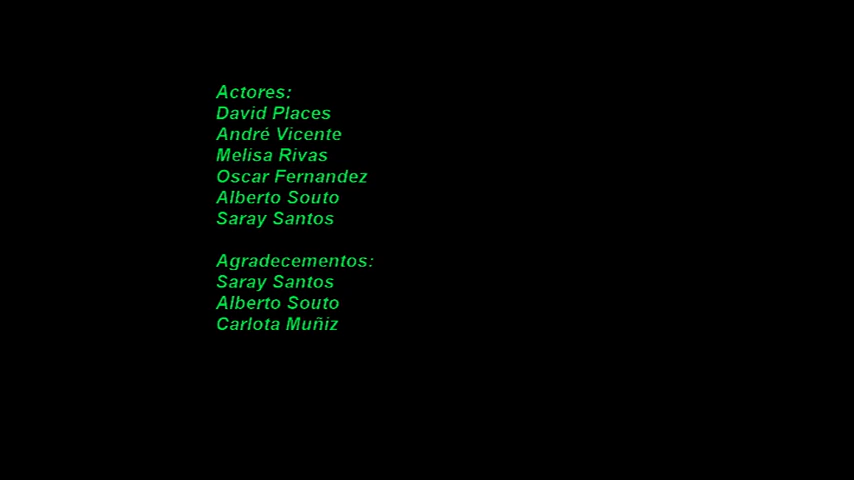 Actores:
David Places
André Vicente
Melisa Rivas
Oscar Fernandez
Alberto Souto
Saray Santos
Agradecementos:
Saray Santos
Alberto Souto
Carlota Muñiz